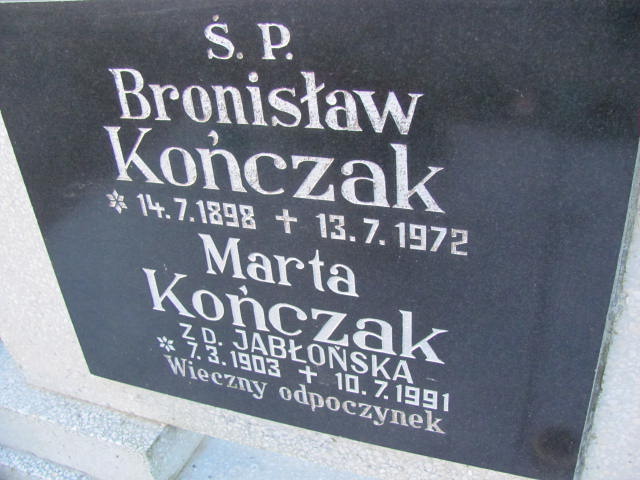 Ś. P.
Bronisław
Kończak
* 14.7.1898 + 13.7.1972
Marta
Kończak
Z D. JABŁOŃSKA
* 7.3.1903 + 10.7.1991
Wieczny odpoczynek